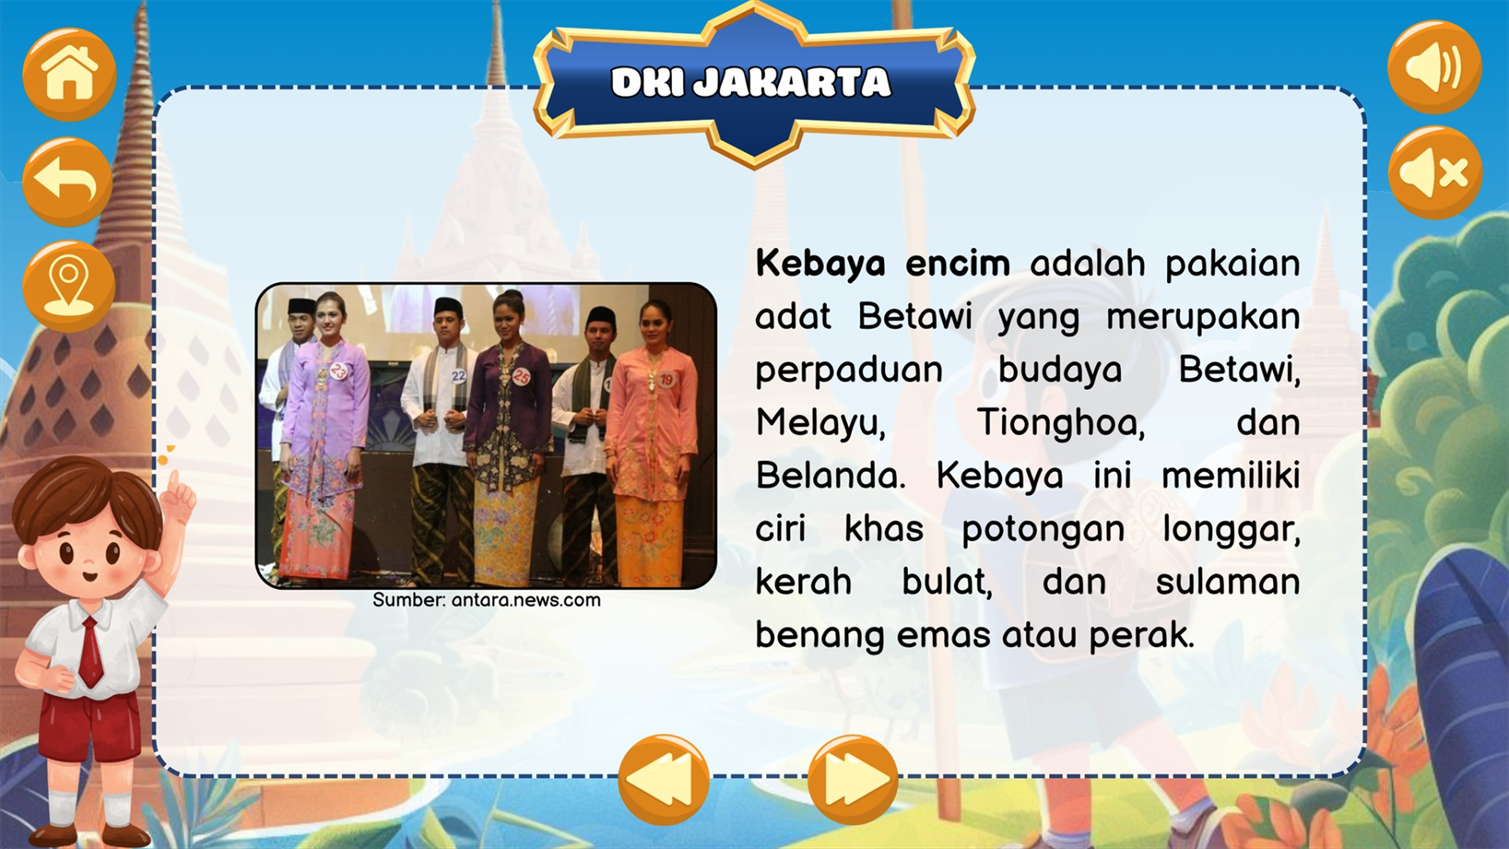 DKI JAKARTA
Kebaya encim adalah pakaian
adat Betawi yang merupakan
perpaduan budaya Betawi,
Melayu, Tionghoa, dan
Belanda. Kebaya ini memiliki
ciri khas potongan longgar,
kerah bulat, dan sulaman
benang emas atau perak.
23
22
25
19
Sumber: antara.news.com